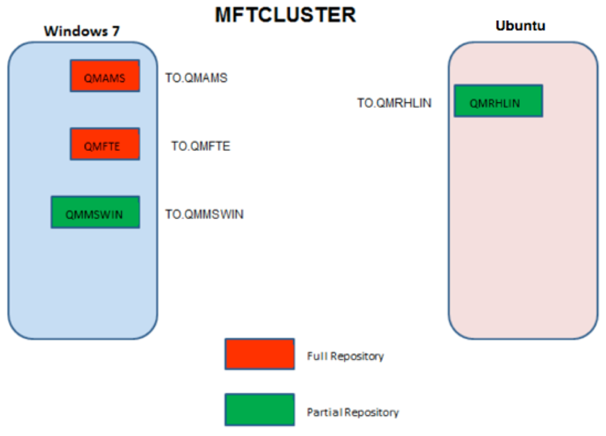 MFTCLUSTER
Windows 7
Ubuntu
QMAMS
TO.QMAMS
TO.QMRHLIN
QMRHLIN
QMFTE
TO.QMFTE
QMMSWIN
TO.QMMSWIN
Full Repository
Partial Repository